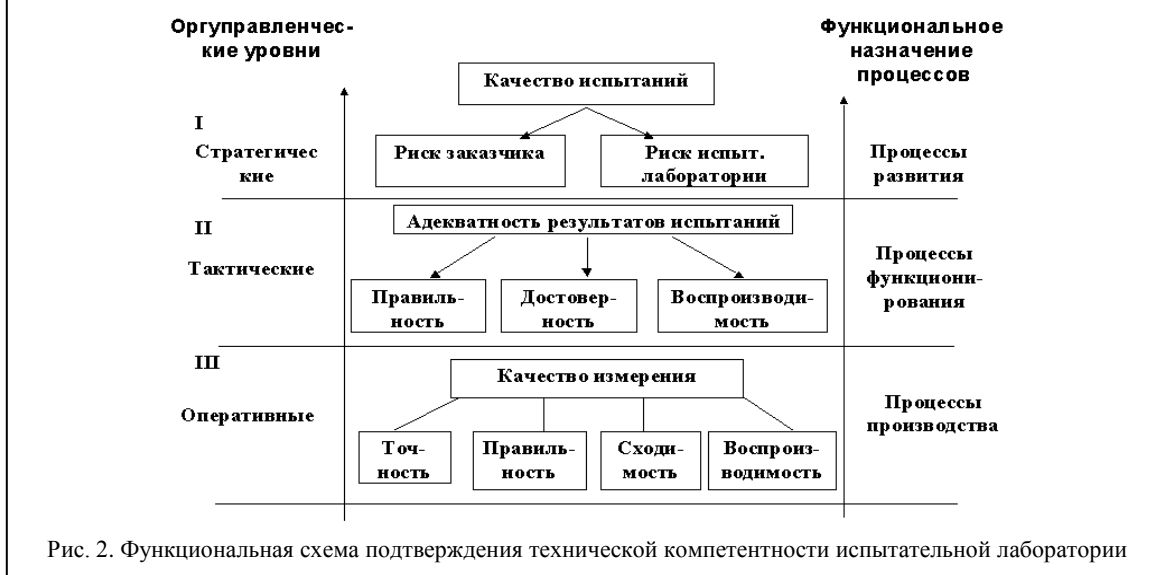 Оргуправленчес-
кие уровни
Функциональное
назначение
процессов
Качество испытаний
I
Стратегичес
кие
Риск заказчика
Риск испыт.
лаборатории
Процессы
развития
II
Тактические
Адекватность результатов испытаний
Правиль-
ность
Достовер-
ность
Воспроизводи-
мость
Процессы
функциони-
рования
III
Оперативные
Качество измерения
Точ-
ность
Правиль-
ность
Сходи-
мость
Воспроиз-
водимость
Процессы
производства
Рис. 2. Функциональная схема подтверждения технической компетентности испытательной лаборатории